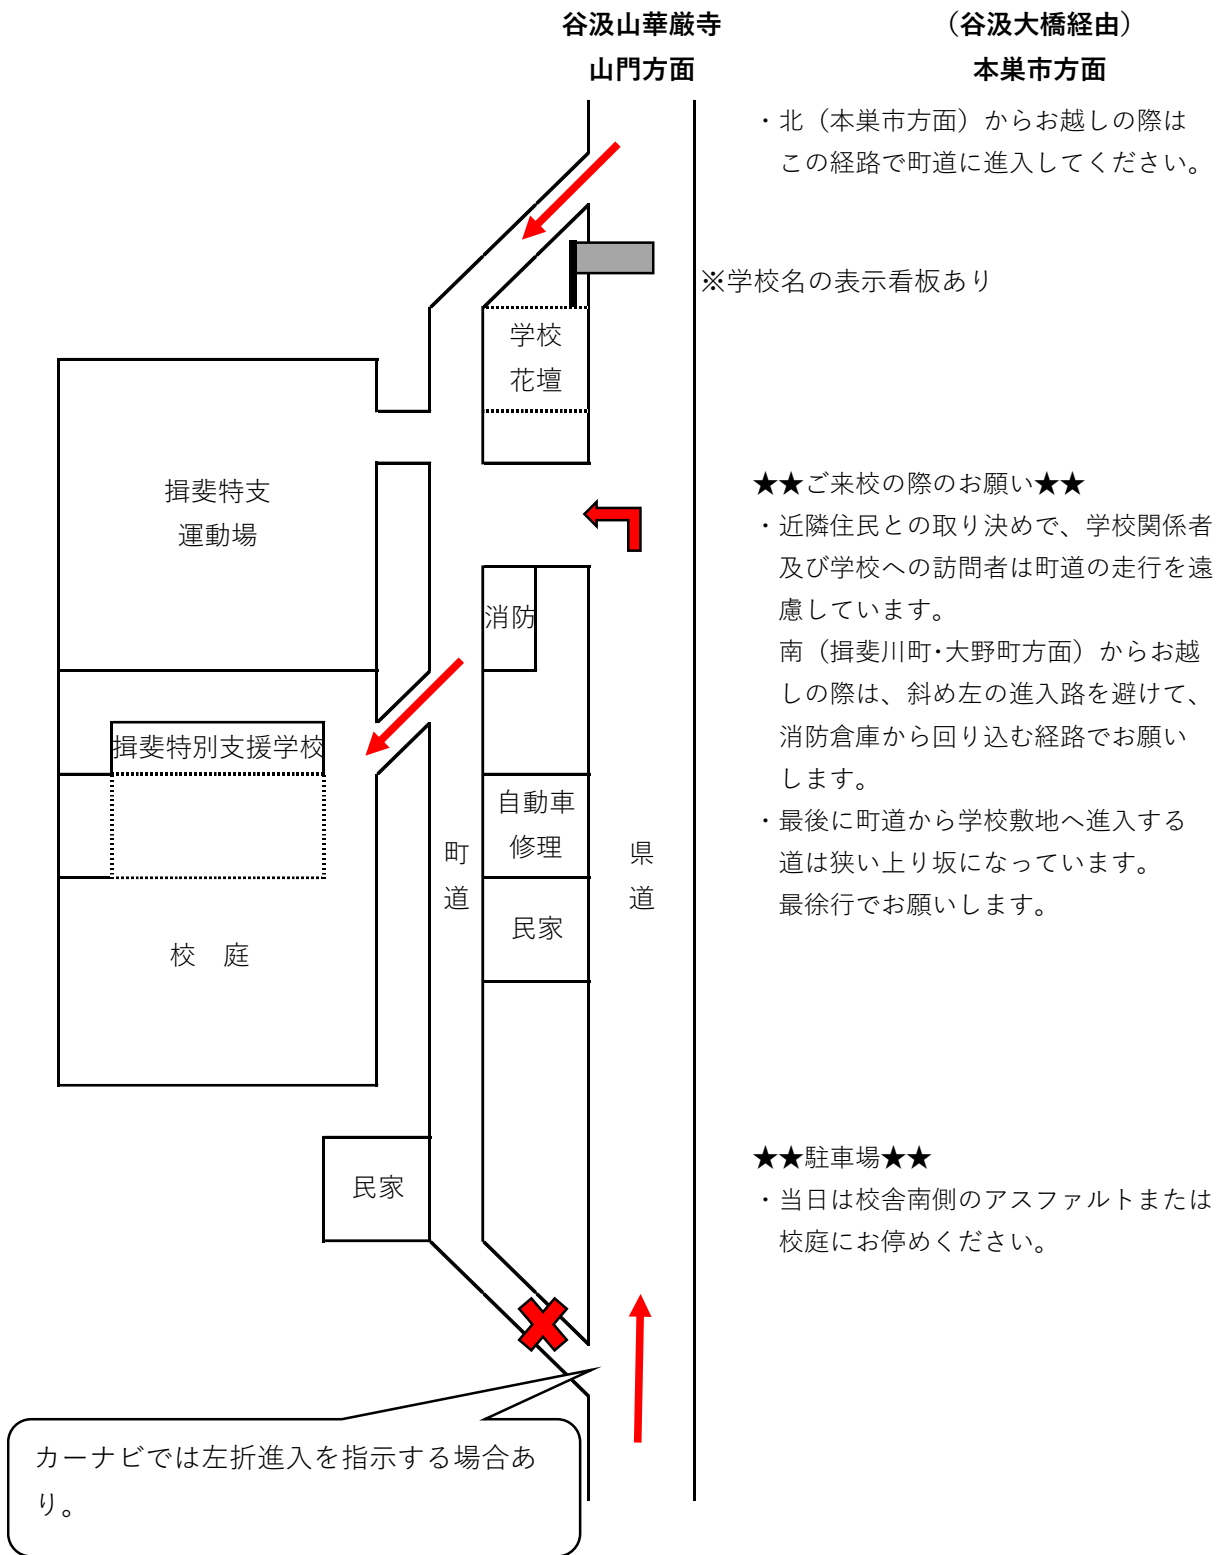 谷汲山華厳寺
山門方面
（谷汲大橋経由）
本巣市方面
・北（本巣市方面）からお越しの際は
この経路で町道に進入してください。
※学校名の表示看板あり
学校
花壇
揖斐特支
運動場
★★ご来校の際のお願い★★
・近隣住民との取り決めで、学校関係者
及び学校への訪問者は町道の走行を遠
慮しています。
南（揖斐川町･大野町方面）からお越
しの際は、斜め左の進入路を避けて、
消防倉庫から回り込む経路でお願い
します。
・最後に町道から学校敷地へ進入する
道は狭い上り坂になっています。
最徐行でお願いします。
消防
揖斐特別支援学校
自動車
修理
町
道
県
道
民家
校　庭
民家
★★駐車場★★
・当日は校舎南側のアスファルトまたは
校庭にお停めください。
カーナビでは左折進入を指示する場合あ
り。